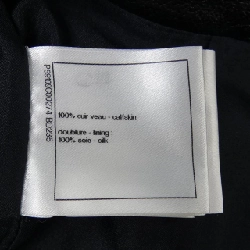 100% cuir veau - calfskin
doublure - lining
100% soie - silk